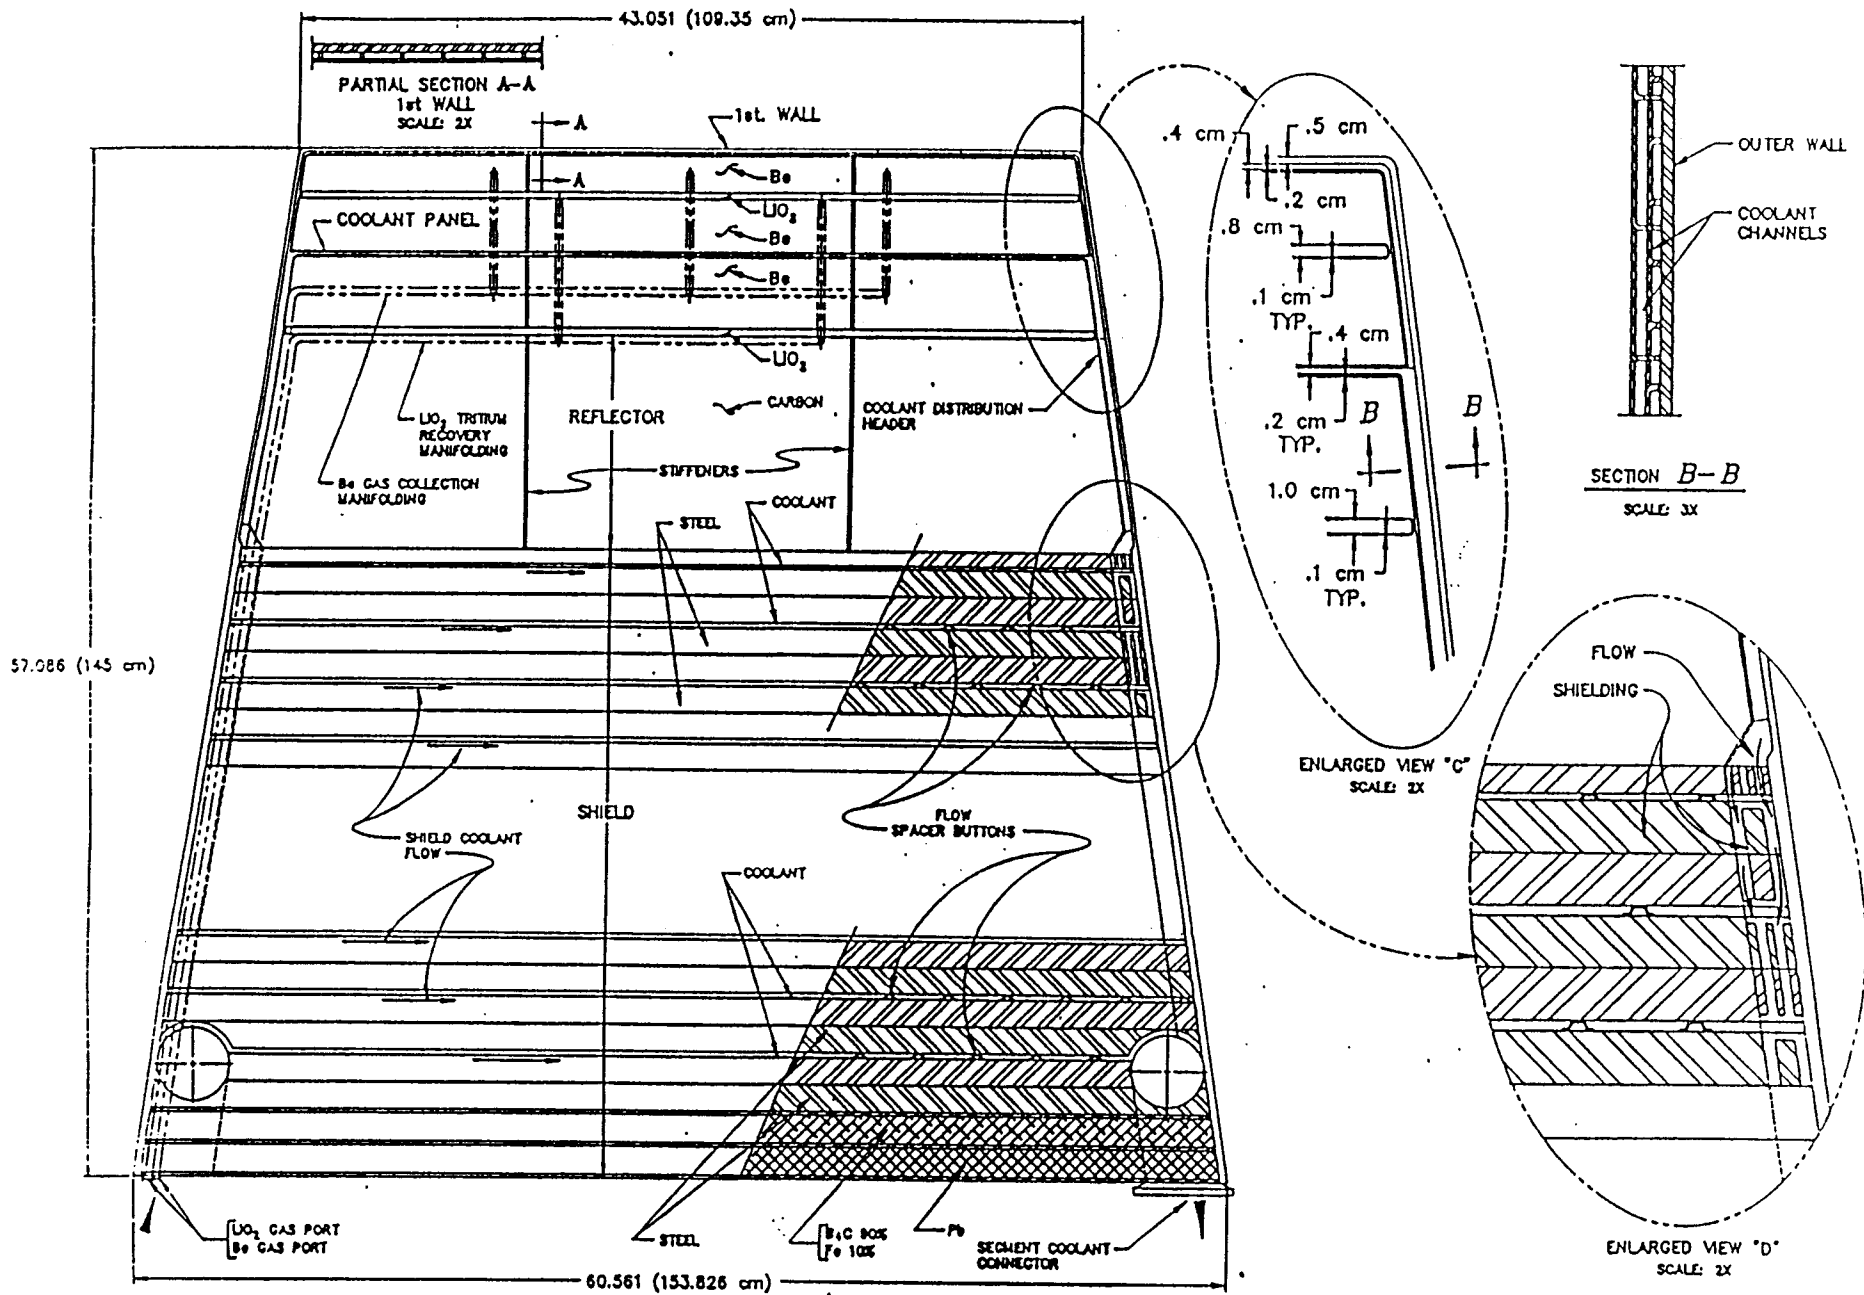 43.051 (109.35 cm)
PARTIAL SECTION A-A
1st WALL
SCALE: 2X
A
A
1st. WALL
Be
LIO₂
COOLANT PANEL
Be
Be
LIO₂
LIO₂ TRITIUM
RECOVERY
MANIFOLDING
REFLECTOR
CARBON
COOLANT DISTRIBUTION
HEADER
Be GAS COLLECTION
MANIFOLDING
STIFFENERS
COOLANT
STEEL
57.086 (145 cm)
SHIELD
SHIELD COOLANT
FLOW
FLOW
SPACER BUTTONS
COOLANT
LIO₂ GAS PORT
Be GAS PORT
STEEL
B₄C 90%
Fe 10%
Pb
SEGMENT COOLANT
CONNECTOR
60.561 (153.826 cm)
.4 cm
.5 cm
.2 cm
.8 cm
.1 cm
TYP.
.4 cm
.2 cm
TYP.
B
B
1.0 cm
.1 cm
TYP.
ENLARGED VIEW "C"
SCALE: 2X
OUTER WALL
COOLANT
CHANNELS
SECTION B-B
SCALE: 3X
FLOW
SHIELDING
ENLARGED VIEW "D"
SCALE: 2X